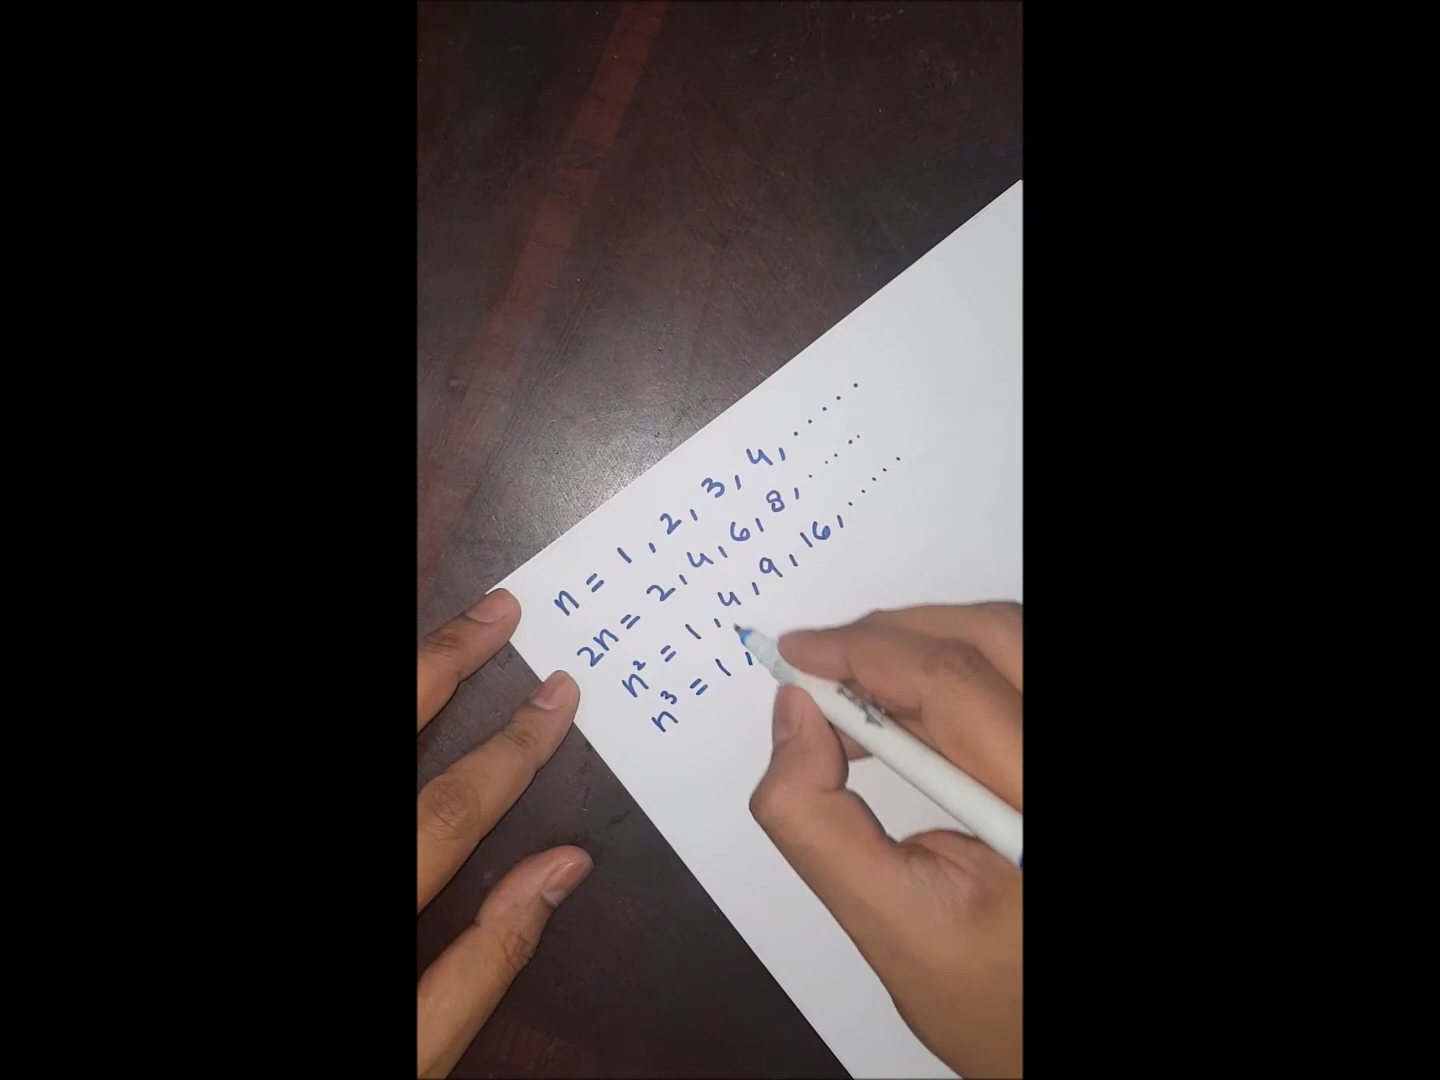 n = 1, 2, 3, 4, ......
2n = 2, 4, 6, 8, ......
n² = 1, 4, 9, 16, ......
n³ = 1,